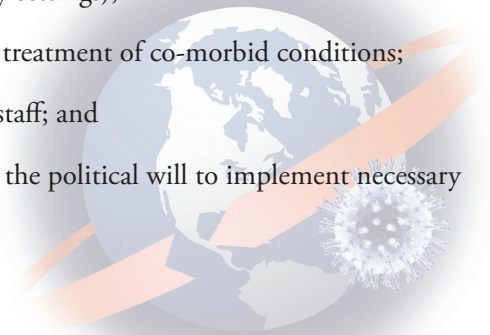 treatment of co-morbid conditions;
staff; and
the political will to implement necessary